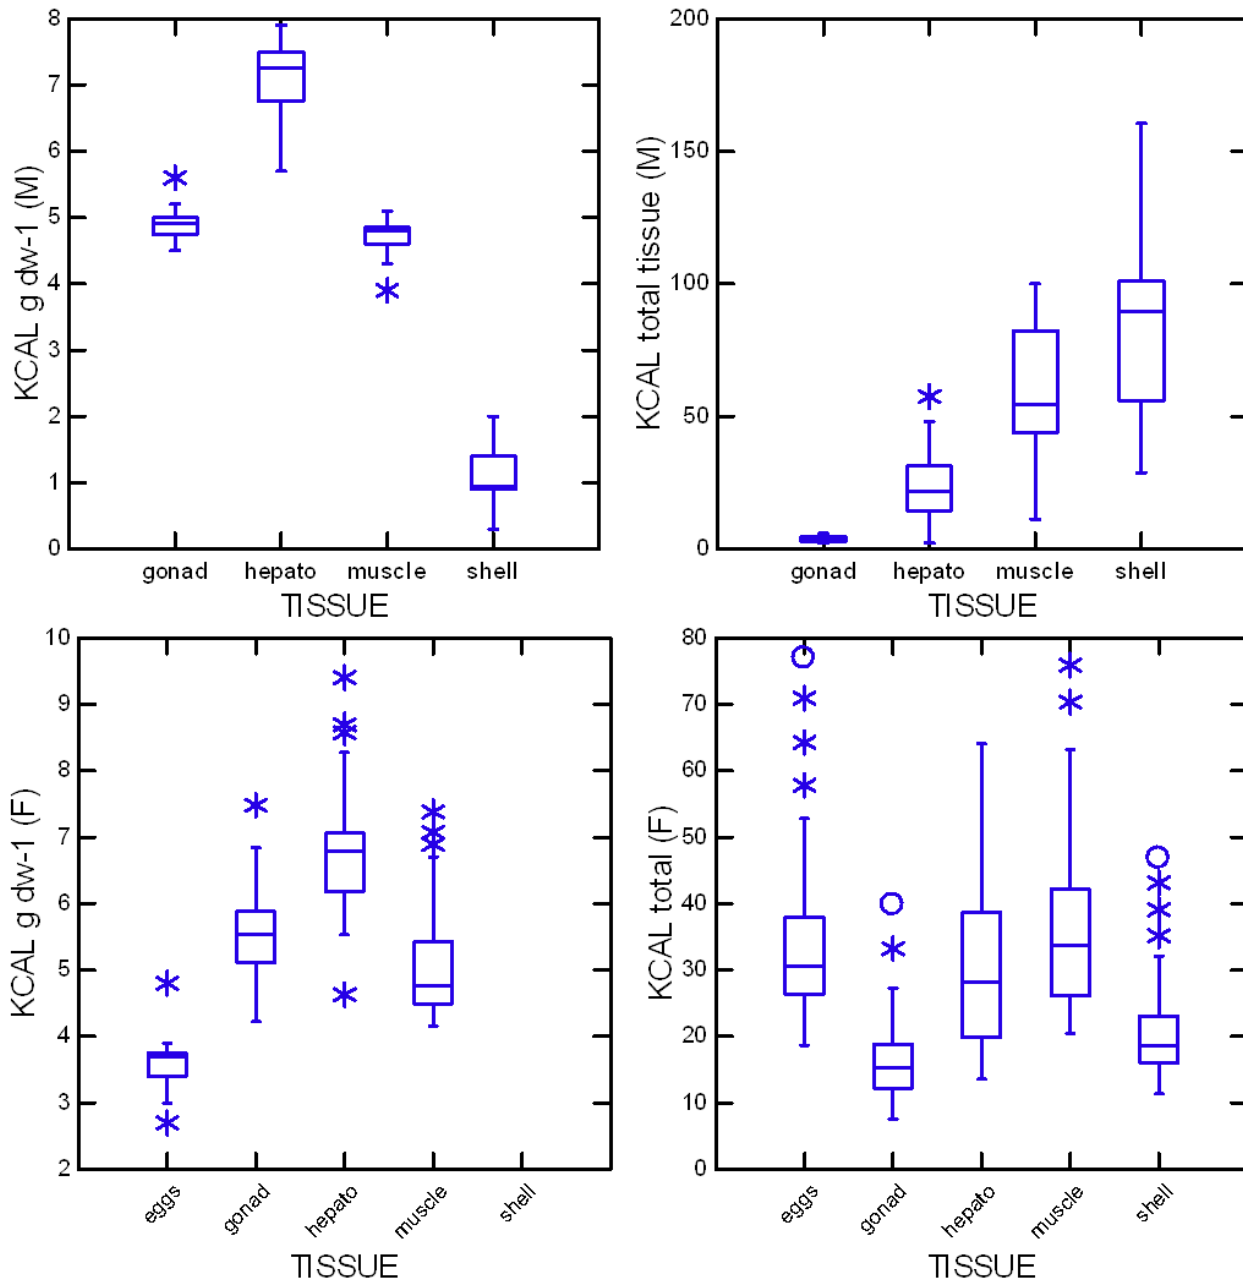 KCAL g dw-1 (M)
8
7
6
5
4
3
2
1
0
gonad hepato muscle shell
TISSUE
KCAL total tissue (M)
200
150
100
50
0
gonad hepato muscle shell
TISSUE
KCAL g dw-1 (F)
10
9
8
7
6
5
4
3
2
eggs gonad hepato muscle shell
TISSUE
KCAL total (F)
80
70
60
50
40
30
20
10
0
eggs gonad hepato muscle shell
TISSUE